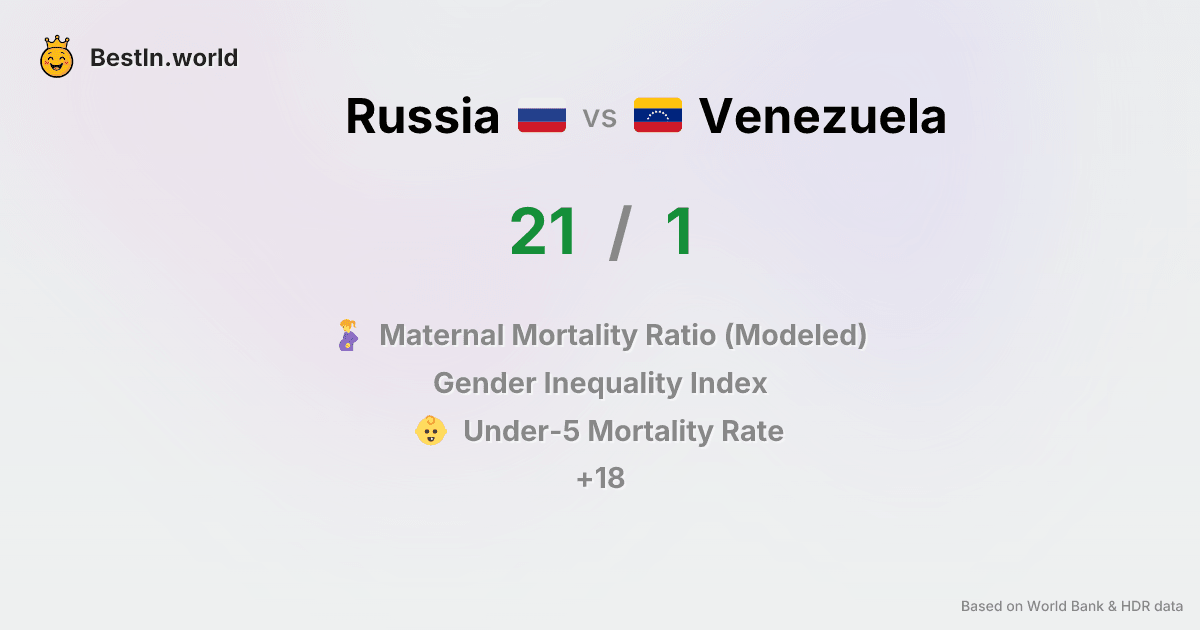 BestIn.world
Russia vs Venezuela
21 / 1
Maternal Mortality Ratio (Modeled)
Gender Inequality Index
Under-5 Mortality Rate
+18
Based on World Bank & HDR data